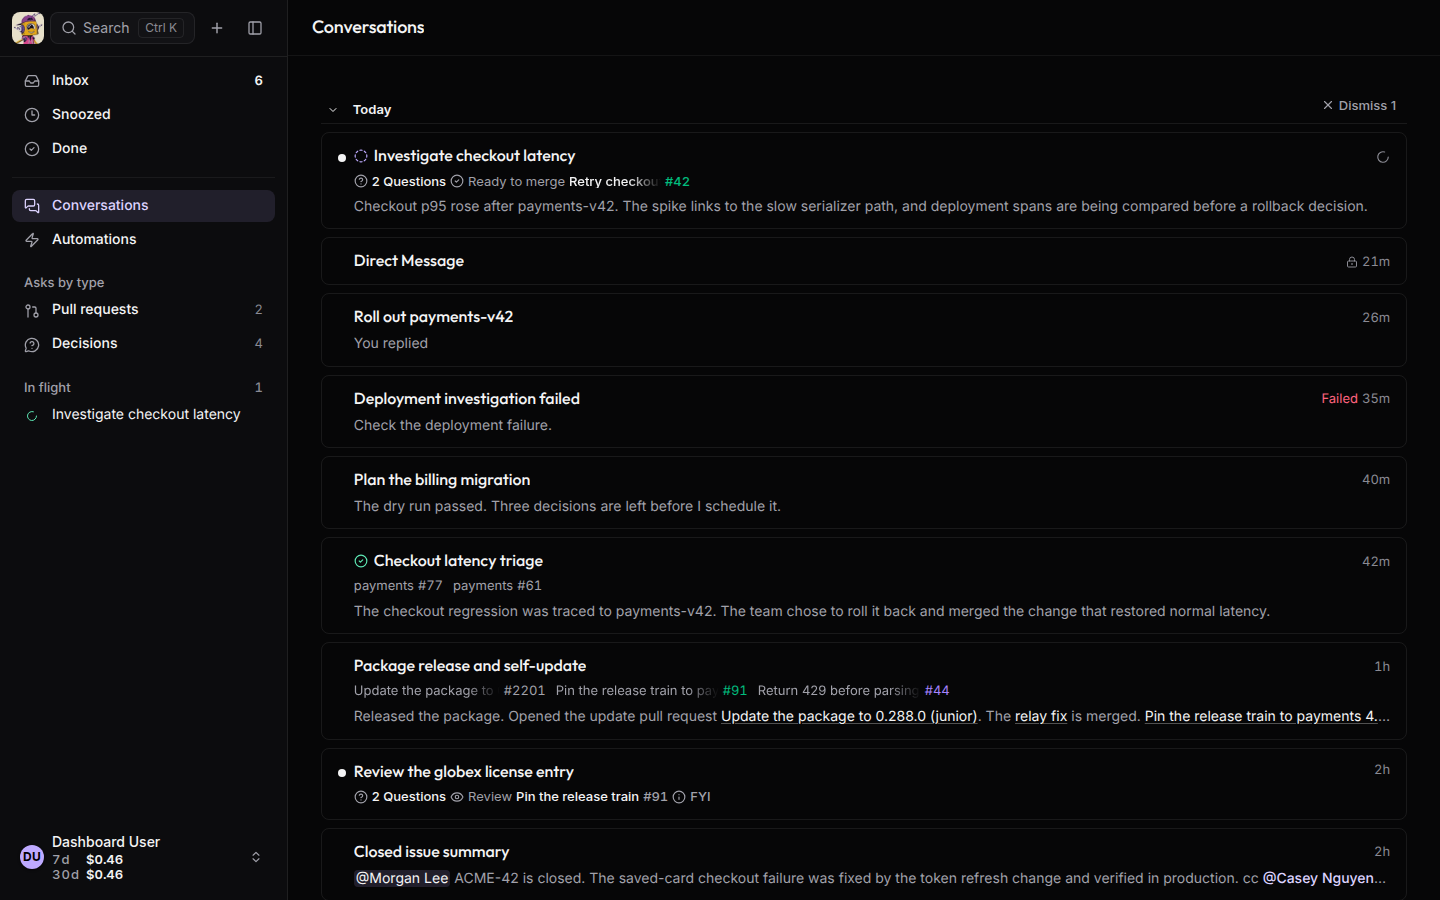 Search Ctrl K
Conversations
Inbox 6
Snoozed
Done
Conversations
Automations
Asks by type
Pull requests 2
Decisions 4
In flight 1
Investigate checkout latency
Dashboard User
DU
7d $0.46
30d $0.46
Today
Dismiss 1
Investigate checkout latency
2 Questions Ready to merge Retry checkou #42
Checkout p95 rose after payments-v42. The spike links to the slow serializer path, and deployment spans are being compared before a rollback decision.
Direct Message 21m
Roll out payments-v42 26m
You replied
Deployment investigation failed Failed 35m
Check the deployment failure.
Plan the billing migration 40m
The dry run passed. Three decisions are left before I schedule it.
Checkout latency triage 42m
payments #77 payments #61
The checkout regression was traced to payments-v42. The team chose to roll it back and merged the change that restored normal latency.
Package release and self-update 1h
Update the package to #2201 Pin the release train to pay #91 Return 429 before parsing #44
Released the package. Opened the update pull request Update the package to 0.288.0 (junior). The relay fix is merged. Pin the release train to payments 4....
Review the globex license entry 2h
2 Questions Review Pin the release train #91 FYI
Closed issue summary 2h
@Morgan Lee ACME-42 is closed. The saved-card checkout failure was fixed by the token refresh change and verified in production. cc @Casey Nguyen...